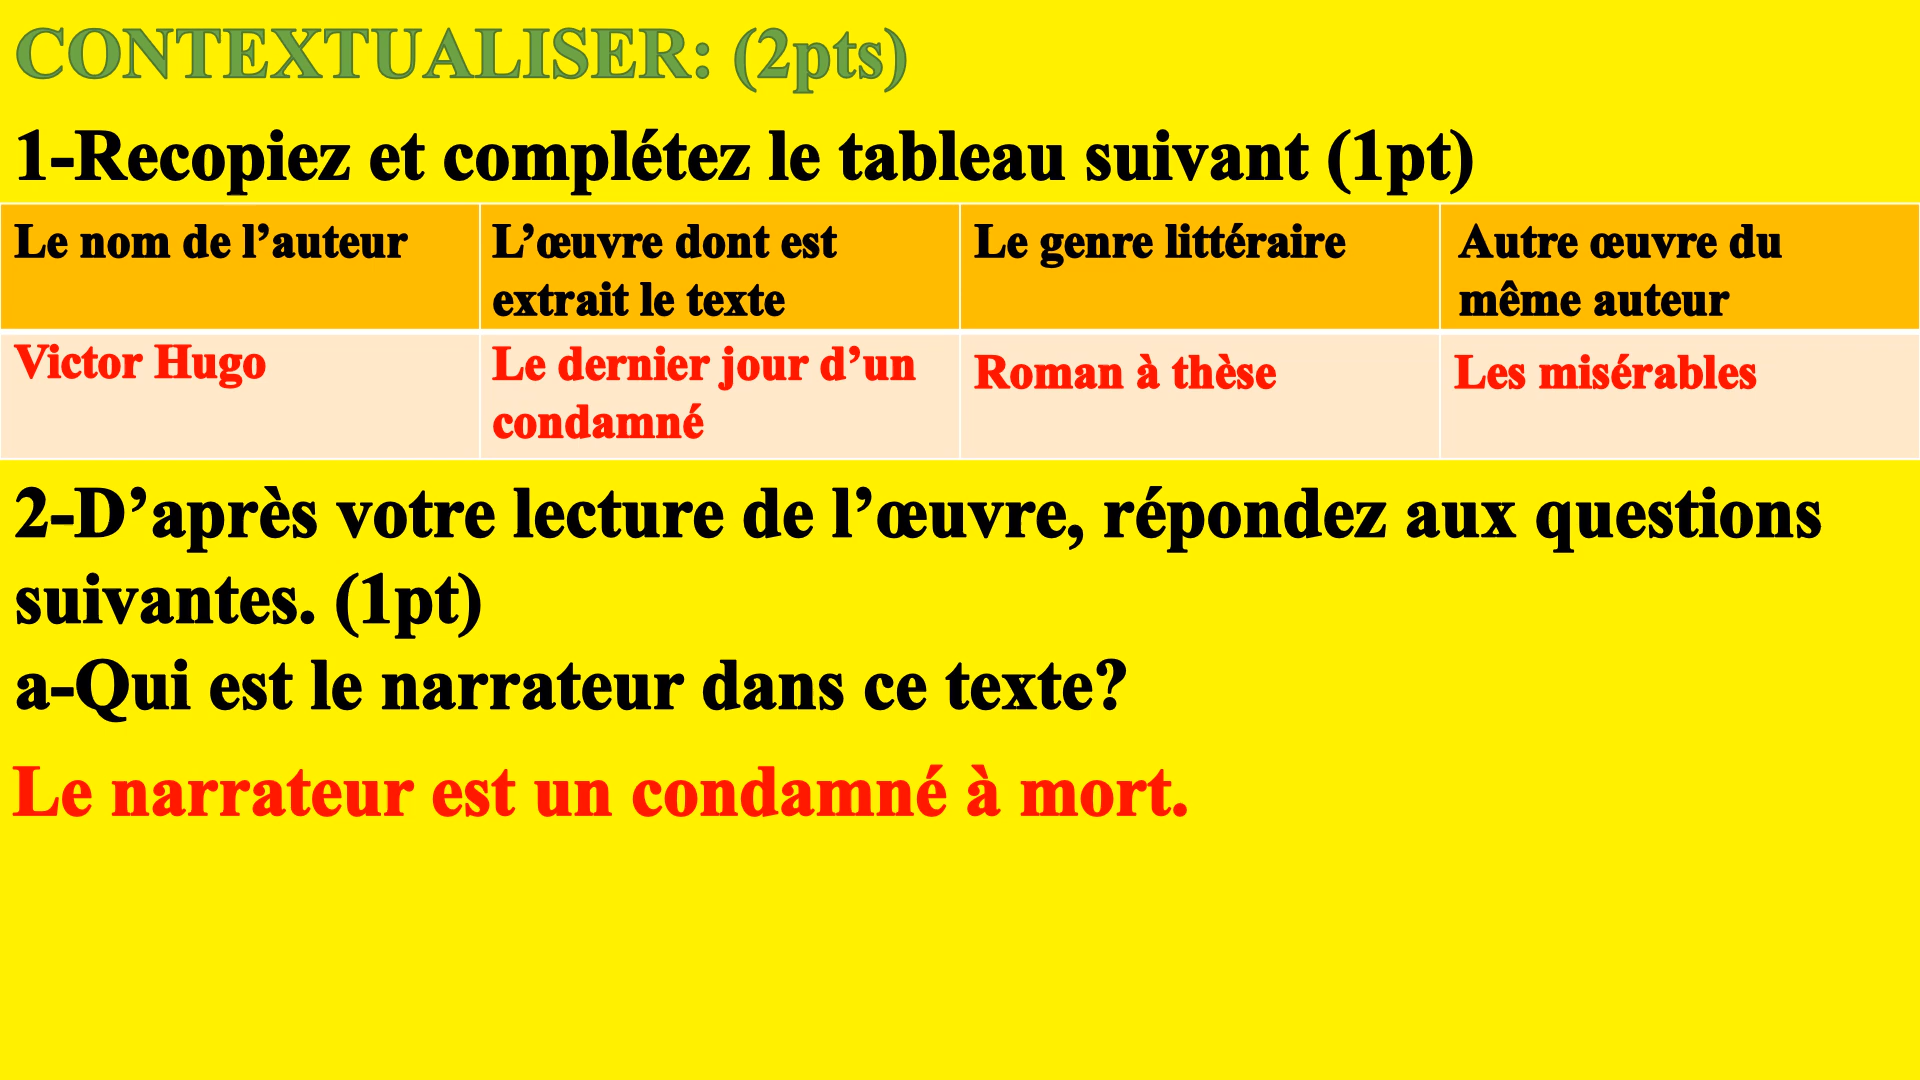 CONTEXTUALISER: (2pts)
1-Recopiez et complétez le tableau suivant (1pt)
Le nom de l’auteur
L’œuvre dont est
extrait le texte
Le genre littéraire
Autre œuvre du
même auteur
Victor Hugo
Le dernier jour d’un
condamné
Roman à thèse
Les misérables
2-D’après votre lecture de l’œuvre, répondez aux questions
suivantes. (1pt)
a-Qui est le narrateur dans ce texte?
Le narrateur est un condamné à mort.